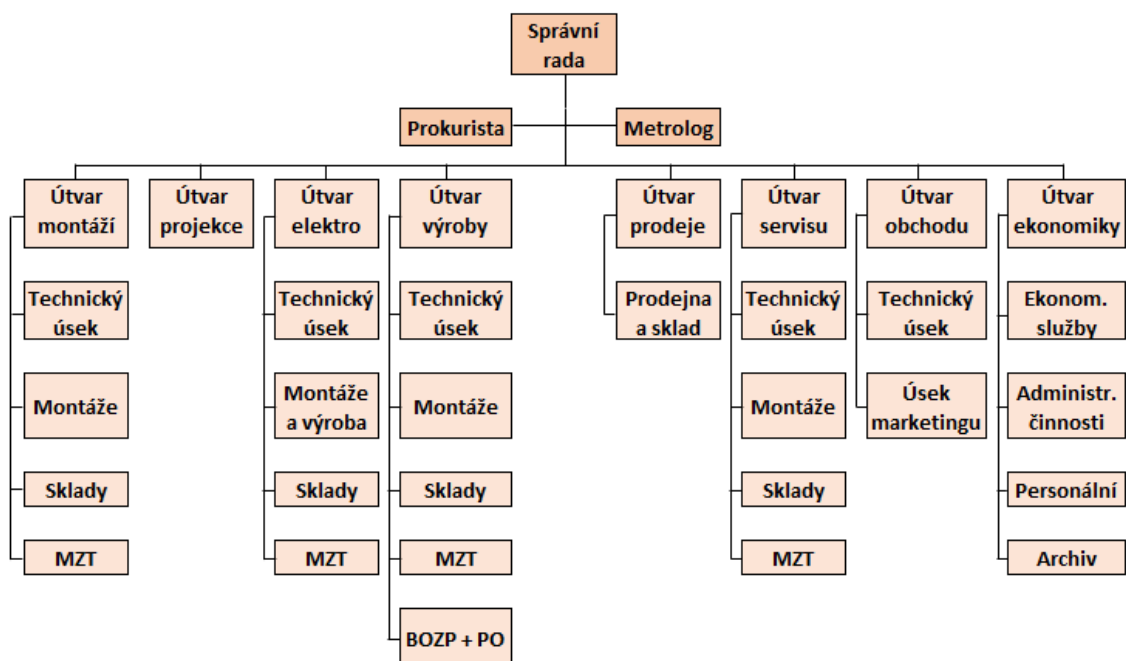 Správní
rada
Prokurista
Metrolog
Útvar
montáží
Útvar
projekce
Útvar
elektro
Útvar
výroby
Útvar
prodeje
Útvar
servisu
Útvar
obchodu
Útvar
ekonomiky
Technický
úsek
Technický
úsek
Technický
úsek
Prodejna
a sklad
Technický
úsek
Technický
úsek
Ekonom.
služby
Montáže
Montáže
a výroba
Montáže
Montáže
Úsek
marketingu
Administr.
činnosti
Sklady
Sklady
Sklady
Sklady
Personální
MZT
MZT
MZT
MZT
Archiv
BOZP + PO